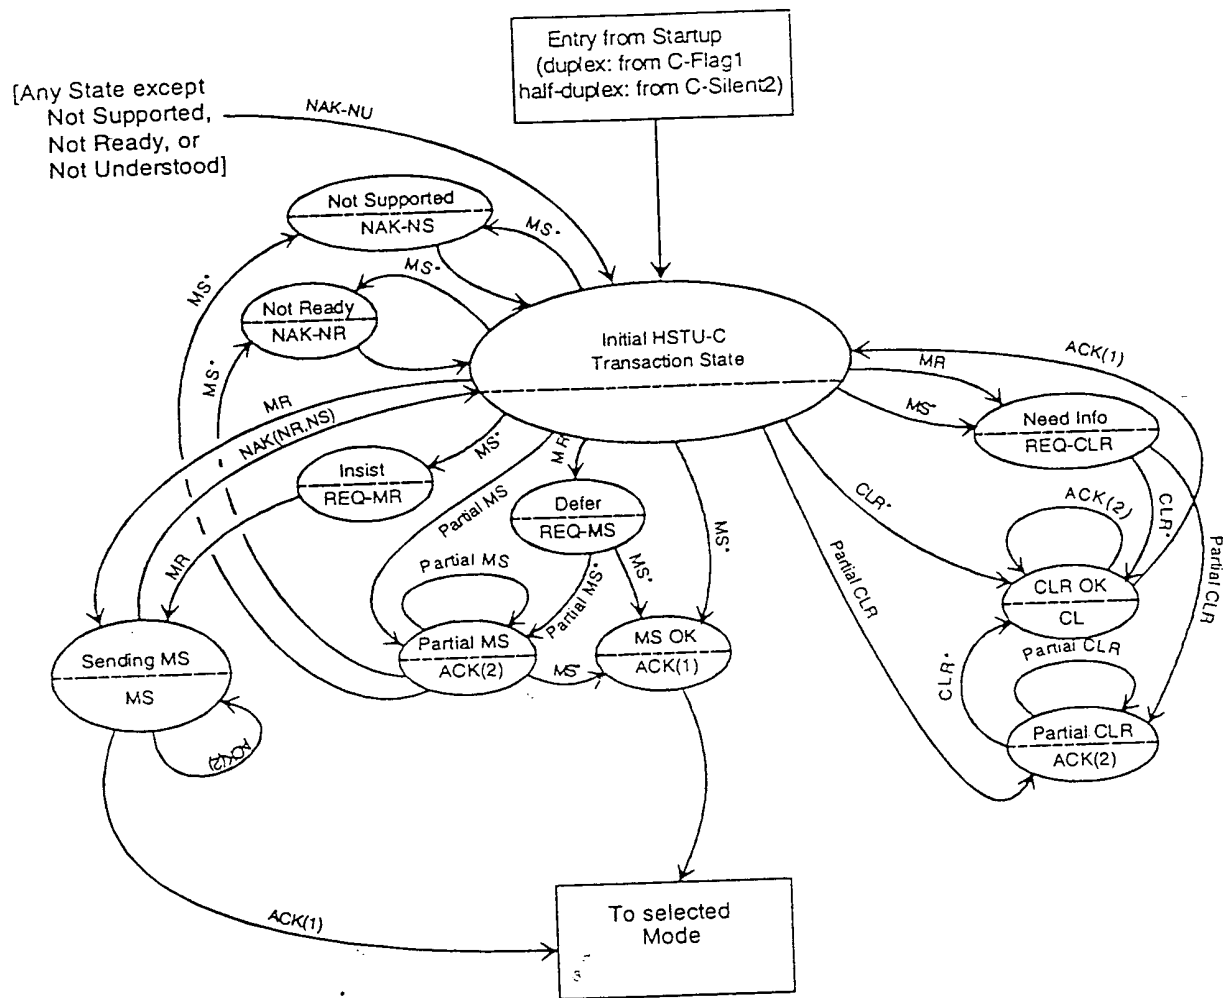 Entry from Startup
(duplex: from C-Flag1
half-duplex: from C-Silent2)
[Any State except
Not Supported,
Not Ready, or
Not Understood]
NAK-NU
Not Supported
NAK-NS
MS*
MS*
Not Ready
NAK-NR
MS*
MS*
Initial HSTU-C
Transaction State
ACK(1)
MR
MS*
Need Info
REQ-CLR
MR
NAK(NR,NS)
MS*
Insist
REQ-MR
MR
Partial MS
MR
Defer
REQ-MS
MS*
CLR*
Partial CLR
ACK(2)
CLR*
Partial CLR
Partial MS
Partial MS*
MS*
CLR OK
CL
Sending MS
MS
ACK(2)
Partial MS
ACK(2)
MS*
MS OK
ACK(1)
CLR*
Partial CLR
Partial CLR
ACK(2)
ACK(1)
To selected
Mode